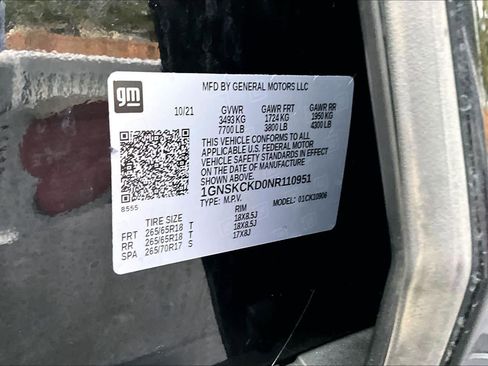 gm
MFD BY GENERAL MOTORS LLC
10/21 GVWR GAWR FRT GAWR RR
3493 KG 1724 KG 1950 KG
7700 LB 3800 LB 4300 LB
THIS VEHICLE CONFORMS TO ALL
APPLICABLE U.S. FEDERAL MOTOR
VEHICLE SAFETY STANDARDS IN EFFECT
ON THE DATE OF MANUFACTURE
1GNSKCKD0NR110951
TYPE: M.P.V. MODEL: 01CK10906
8555
TIRE SIZE RIM
FRT 265/65R18 T 18X8.5J
RR 265/65R18 T 18X8.5J
SPA 265/70R17 S 17X8J